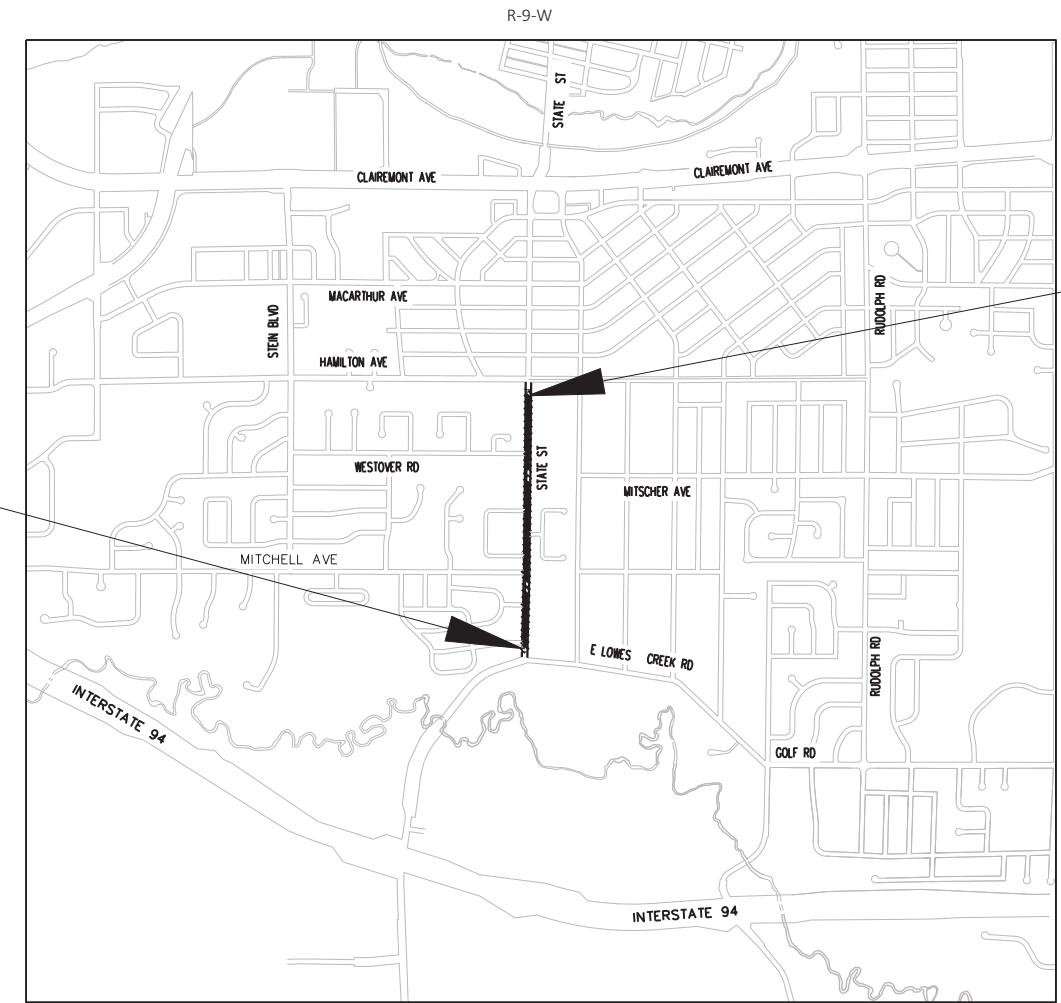 R-9-W
STATE ST
CLAIREMONT AVE
CLAIREMONT AVE
MACARTHUR AVE
STEIN BLVD
RUDOLPH RD
HAMILTON AVE
WESTOVER RD
STATE ST
MITSCHER AVE
MITCHELL AVE
E LOWES CREEK RD
RUDOLPH RD
INTERSTATE 94
GOLF RD
INTERSTATE 94